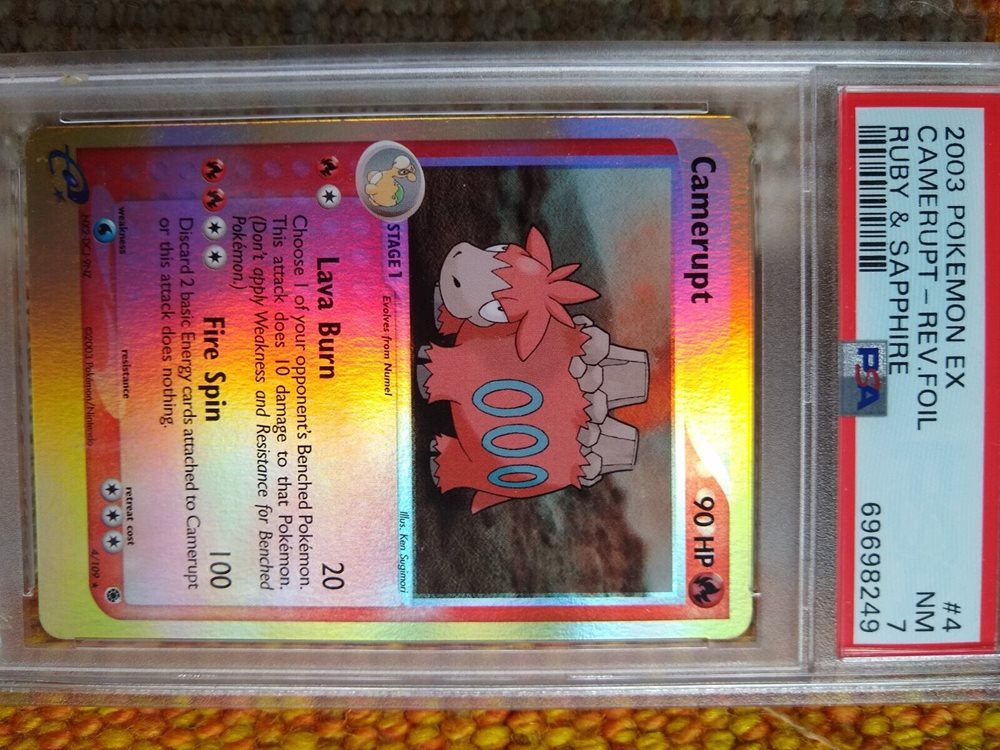 2003 POKEMON EX #4
CAMERUPT - REV.FOIL NM
RUBY & SAPPHIRE 7
PSA 69698249
Camerupt 90 HP
STAGE 1 Evolves from Numel Illus. Ken Sugimori
Lava Burn 20
Choose 1 of your opponent's Benched Pokémon.
This attack does 10 damage to that Pokémon.
(Don't apply Weakness and Resistance for Benched
Pokémon.)
Fire Spin 100
Discard 2 basic Energy cards attached to Camerupt
or this attack does nothing.
weakness resistance retreat cost
©2003 Pokémon/Nintendo 4/109